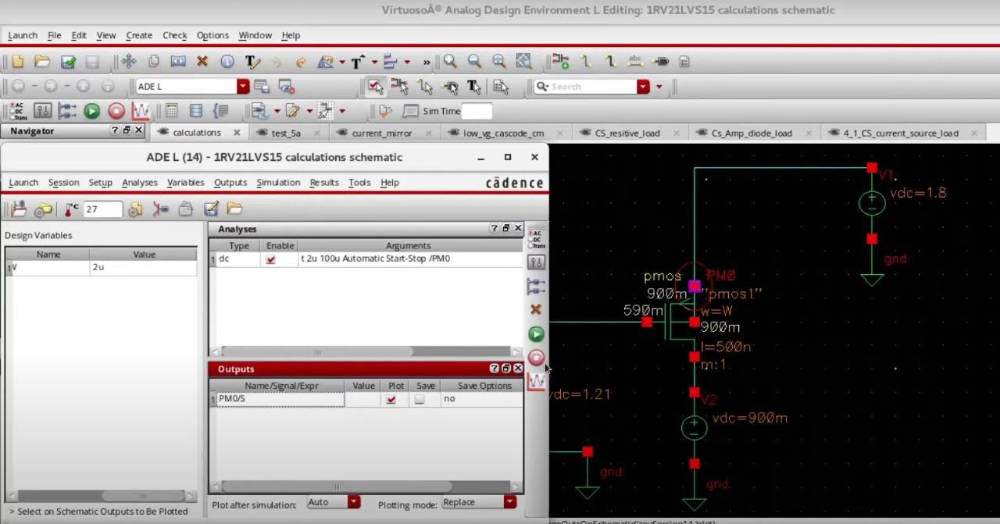 VirtuosoÂ® Analog Design Environment L Editing: 1RV21LVS15 calculations schematic
Launch File Edit View Create Check Options Window Help
ADE L
Search
Sim Time
Navigator
calculations test_5a current_mirror low_vg_cascode_cm CS_resitive_load Cs_Amp_diode_load 4_1_CS_current_source_load
ADE L (14) - 1RV21LVS15 calculations schematic
Launch Session Setup Analyses Variables Outputs Simulation Results Tools Help
cādence
27
Design Variables
Name Value
2u
Analyses
Type Enable Arguments
1 dc t 2u 100u Automatic Start-Stop /PM0
AC
DC
Trans
Outputs
Name/Signal/Expr Value Plot Save Save Options
1 PM0/S no
Plot after simulation: Auto Plotting mode: Replace
> Select on Schematic Outputs to Be Plotted
V1
vdc=1.8
gnd
pmos PM0
900m "pmos1"
590m w=W
900m
l=500n
m:1
vdc=1.21
V2
vdc=900m
gnd
gnd